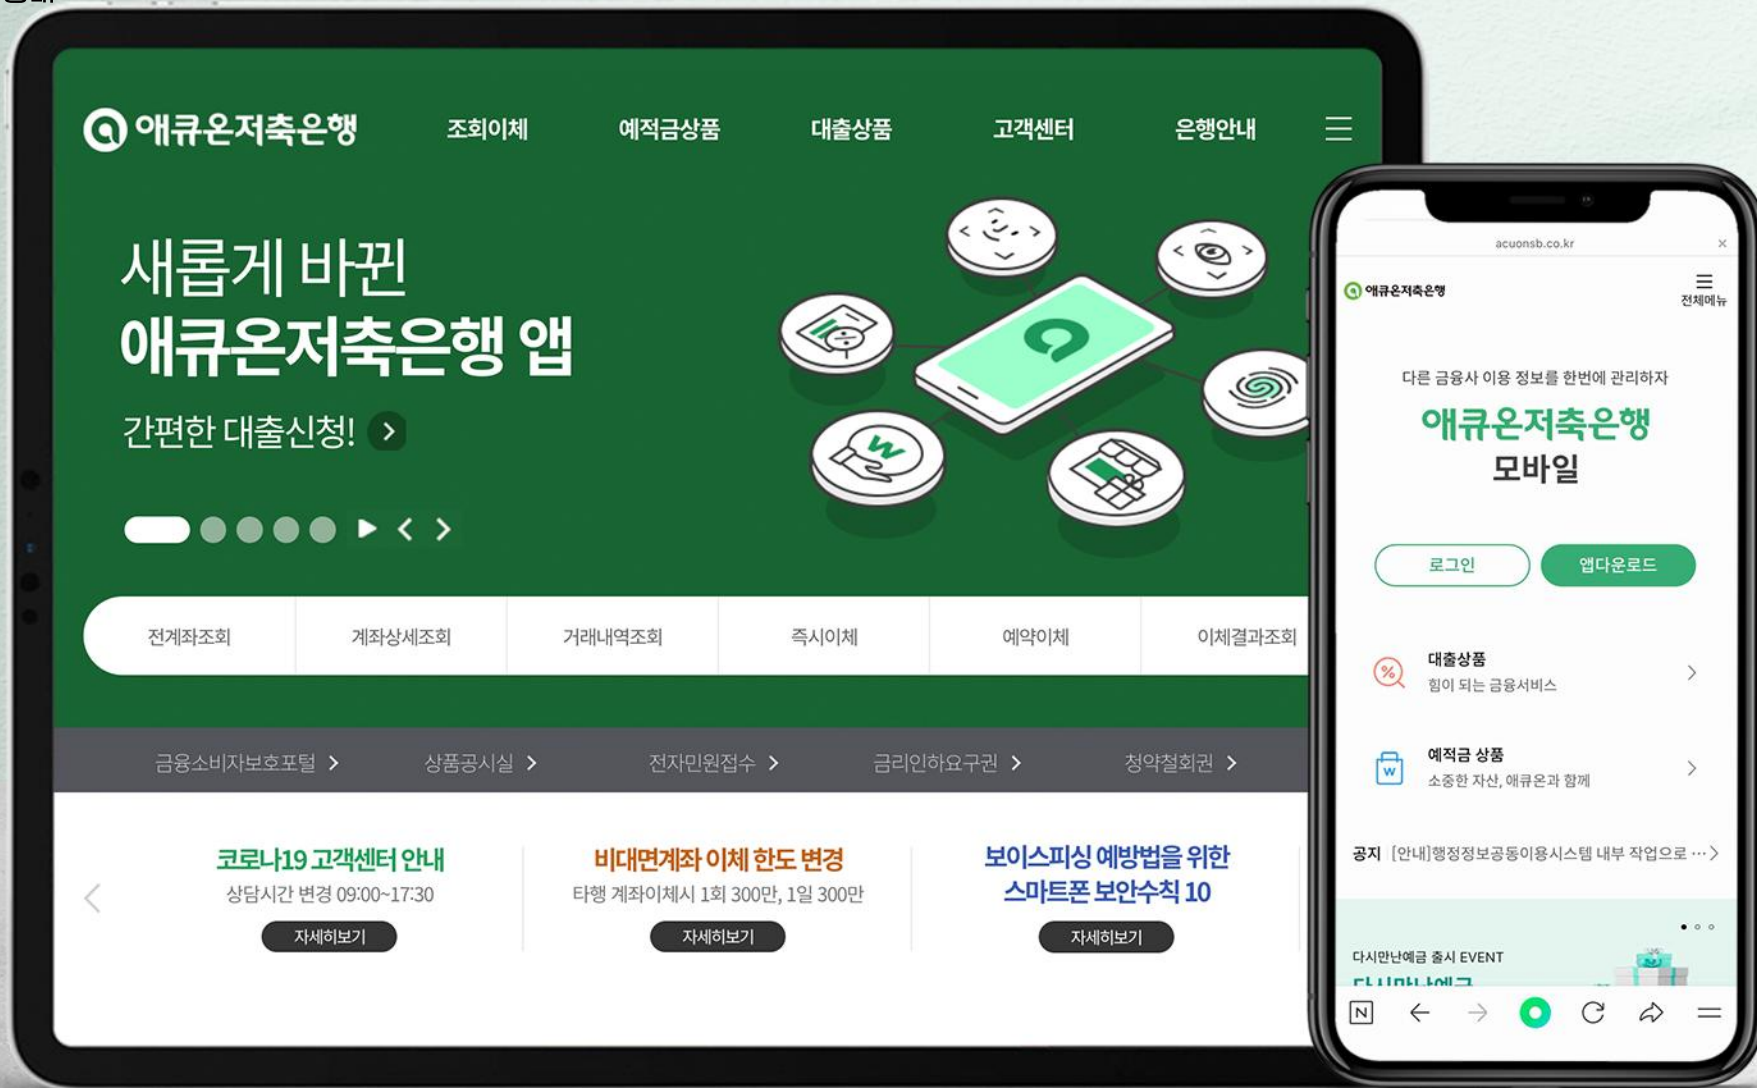 애큐온저축은행
조회이체
예적금상품
대출상품
고객센터
은행안내
새롭게 바뀐
애큐온저축은행 앱
간편한 대출신청!
전계좌조회
계좌상세조회
거래내역조회
즉시이체
예약이체
이체결과조회
금융소비자보호포털
상품공시실
전자민원접수
금리인하요구권
청약철회권
코로나19 고객센터 안내
상담시간 변경 09:00~17:30
자세히보기
비대면계좌 이체 한도 변경
타행 계좌이체시 1회 300만, 1일 300만
자세히보기
보이스피싱 예방법을 위한
스마트폰 보안수칙 10
자세히보기
acuonsb.co.kr
애큐온저축은행
전체메뉴
다른 금융사 이용 정보를 한번에 관리하자
애큐온저축은행
모바일
로그인
앱다운로드
대출상품
힘이 되는 금융서비스
예적금 상품
소중한 자산, 애큐온과 함께
공지 [안내]행정정보공동이용시스템 내부 작업으로 …
다시만난예금 출시 EVENT
다시만난예금